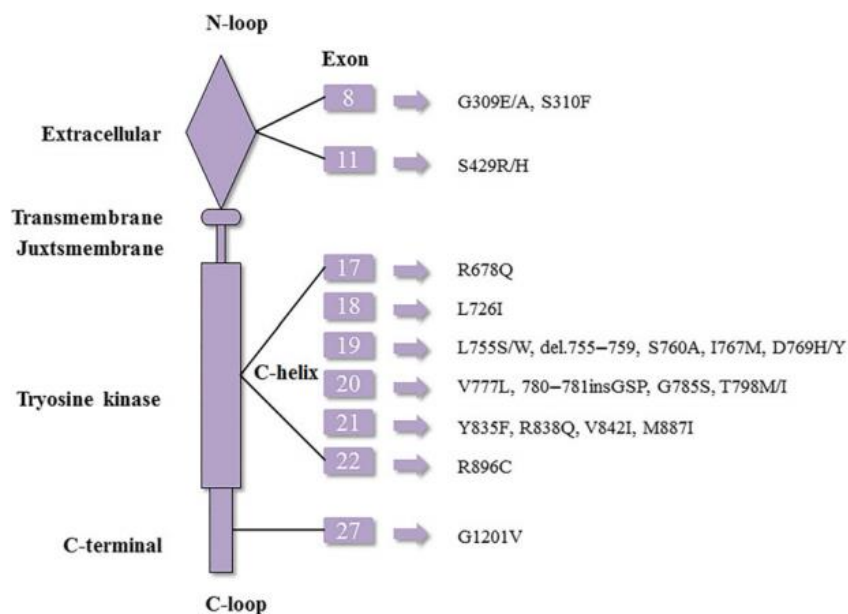 N-loop
Exon
8 G309E/A, S310F
Extracellular
11 S429R/H
Transmembrane
Juxtsmembrane
17 R678Q
18 L726I
19 L755S/W, del.755–759, S760A, I767M, D769H/Y
C-helix
20 V777L, 780–781insGSP, G785S, T798M/I
Tryosine kinase
21 Y835F, R838Q, V842I, M887I
22 R896C
27 G1201V
C-terminal
C-loop